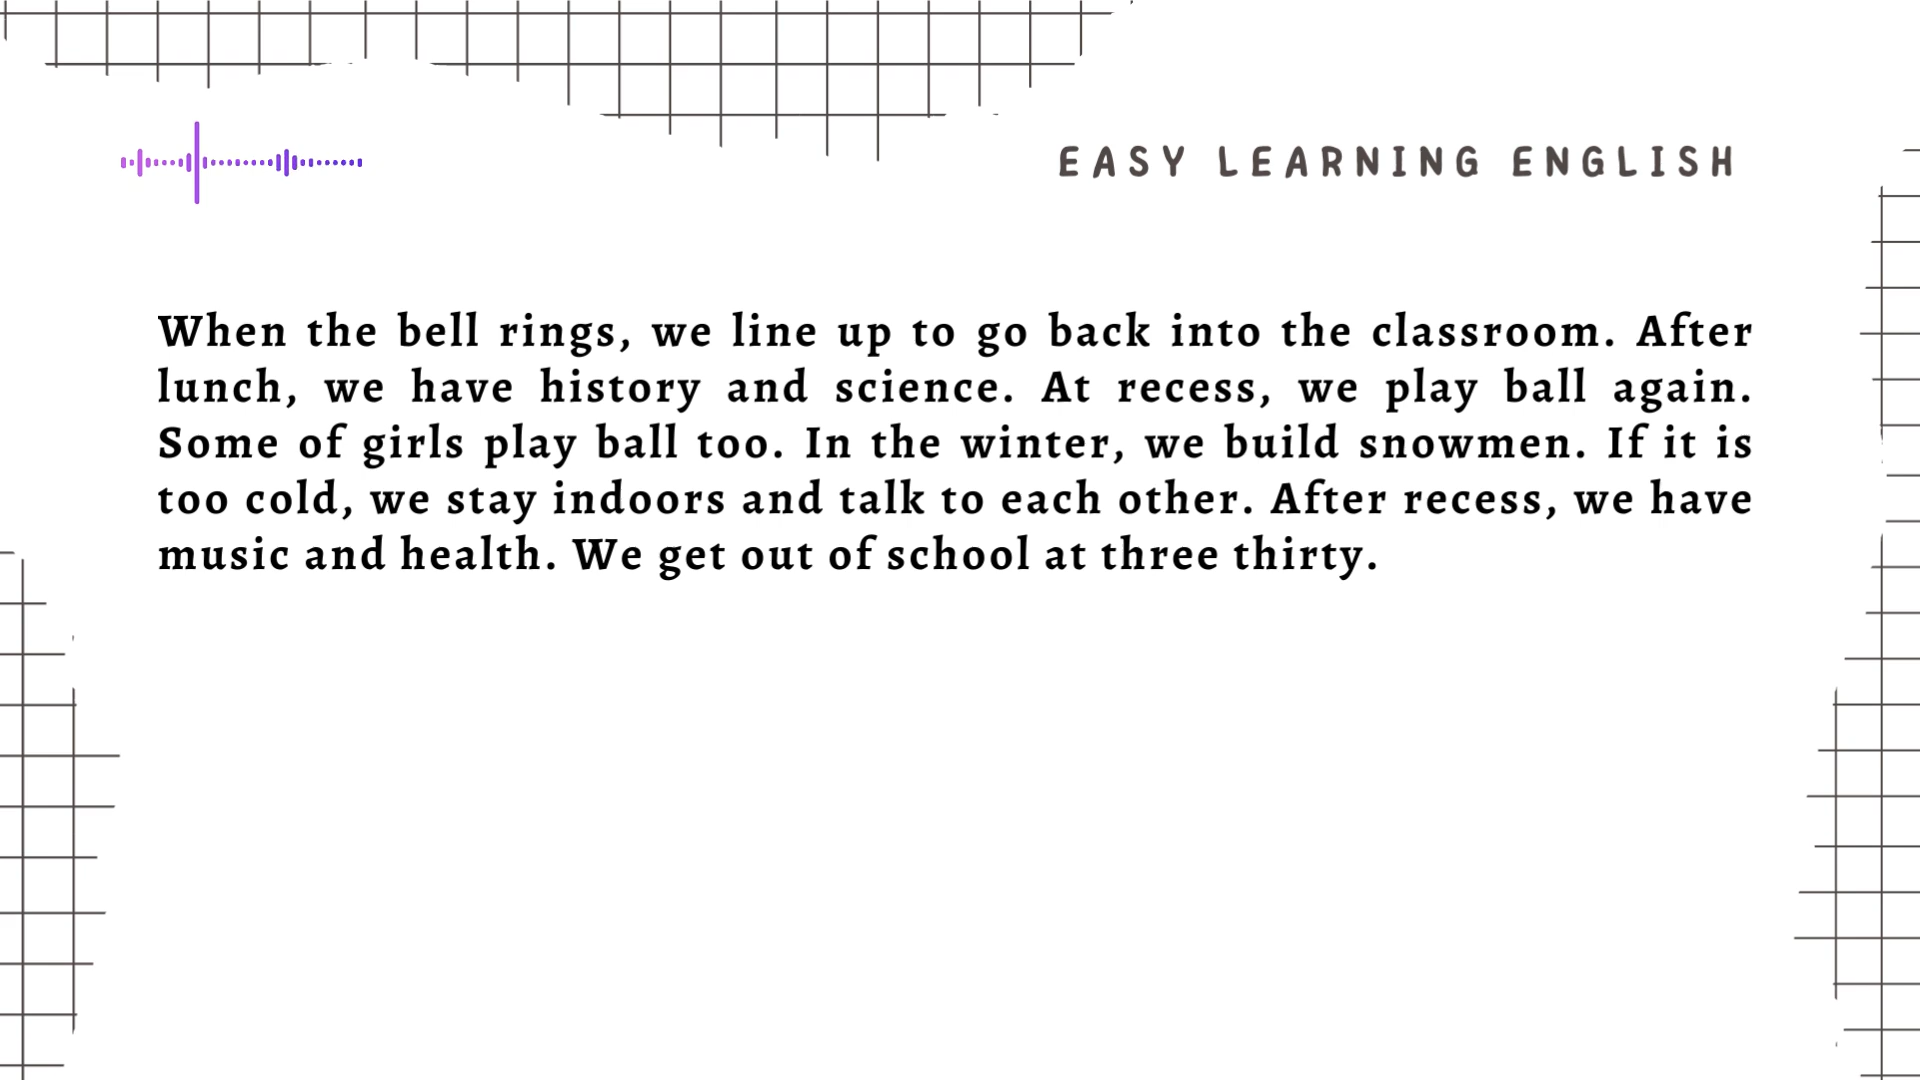 EASY LEARNING ENGLISH
When the bell rings, we line up to go back into the classroom. After
lunch, we have history and science. At recess, we play ball again.
Some of girls play ball too. In the winter, we build snowmen. If it is
too cold, we stay indoors and talk to each other. After recess, we have
music and health. We get out of school at three thirty.